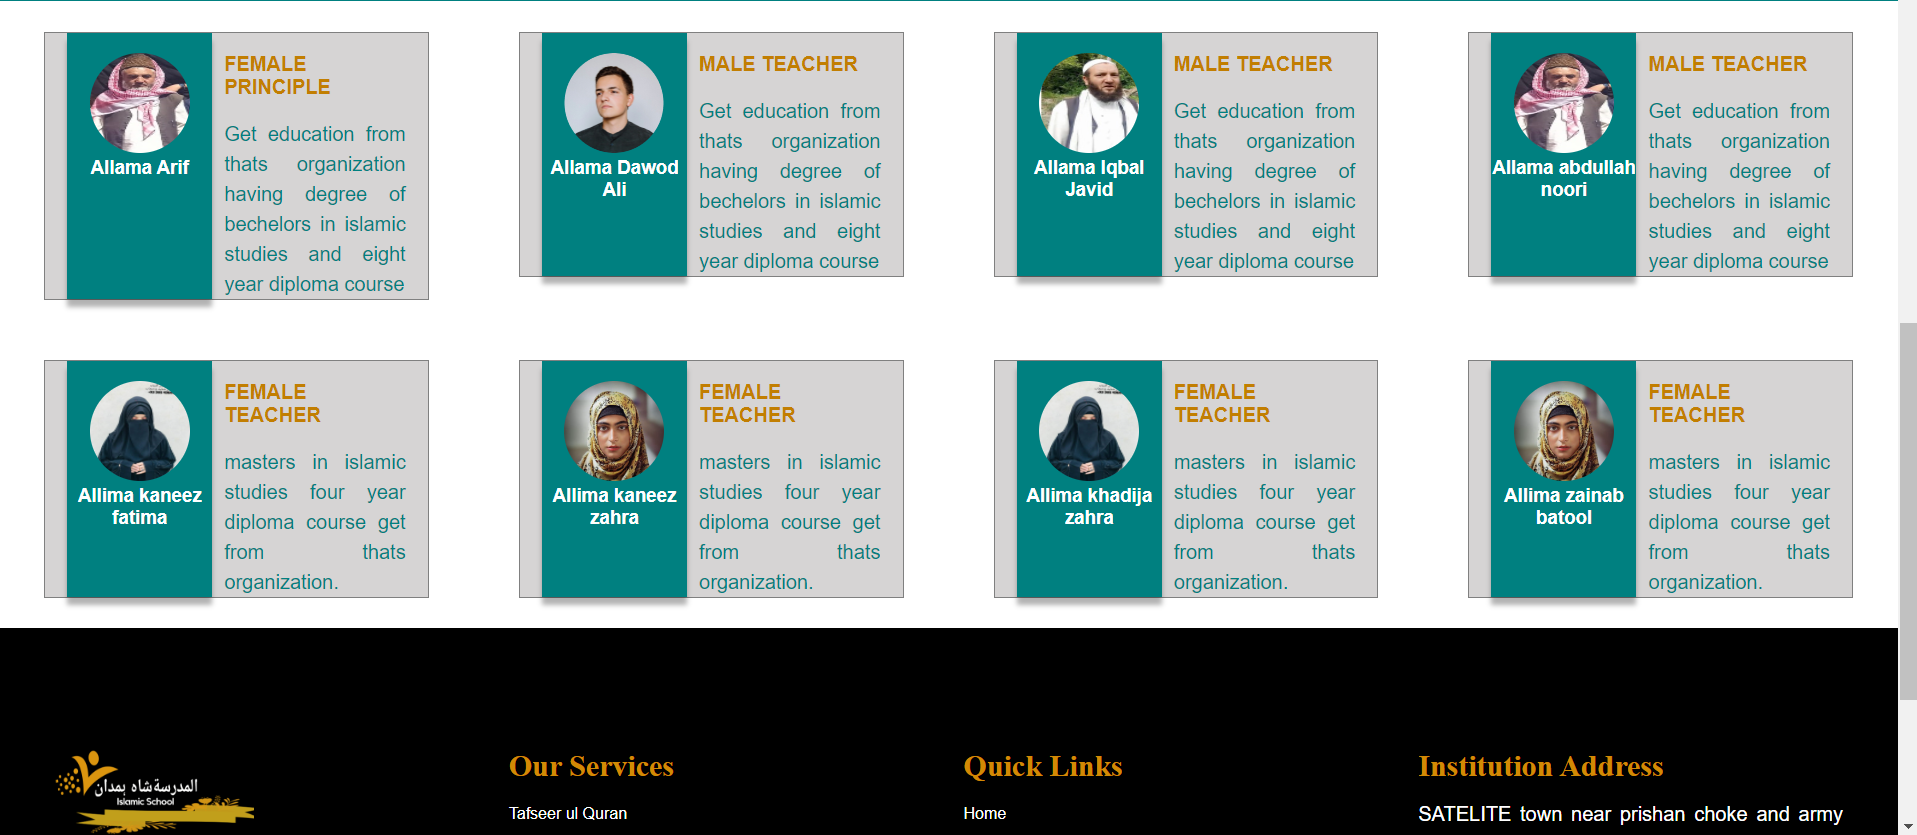 FEMALE
PRINCIPLE
Get education from
thats organization
having degree of
bechelors in islamic
studies and eight
year diploma course
Allama Arif
MALE TEACHER
Get education from
thats organization
having degree of
bechelors in islamic
studies and eight
year diploma course
Allama Dawod
Ali
MALE TEACHER
Get education from
thats organization
having degree of
bechelors in islamic
studies and eight
year diploma course
Allama Iqbal
Javid
MALE TEACHER
Get education from
thats organization
having degree of
bechelors in islamic
studies and eight
year diploma course
Allama abdullah
noori
FEMALE
TEACHER
masters in islamic
studies four year
diploma course get
from thats
organization.
Allima kaneez
fatima
FEMALE
TEACHER
masters in islamic
studies four year
diploma course get
from thats
organization.
Allima kaneez
zahra
FEMALE
TEACHER
masters in islamic
studies four year
diploma course get
from thats
organization.
Allima khadija
zahra
FEMALE
TEACHER
masters in islamic
studies four year
diploma course get
from thats
organization.
Allima zainab
batool
المدرسة شاه ہمدان
Islamic School
Our Services
Tafseer ul Quran
Quick Links
Home
Institution Address
SATELITE town near prishan choke and army